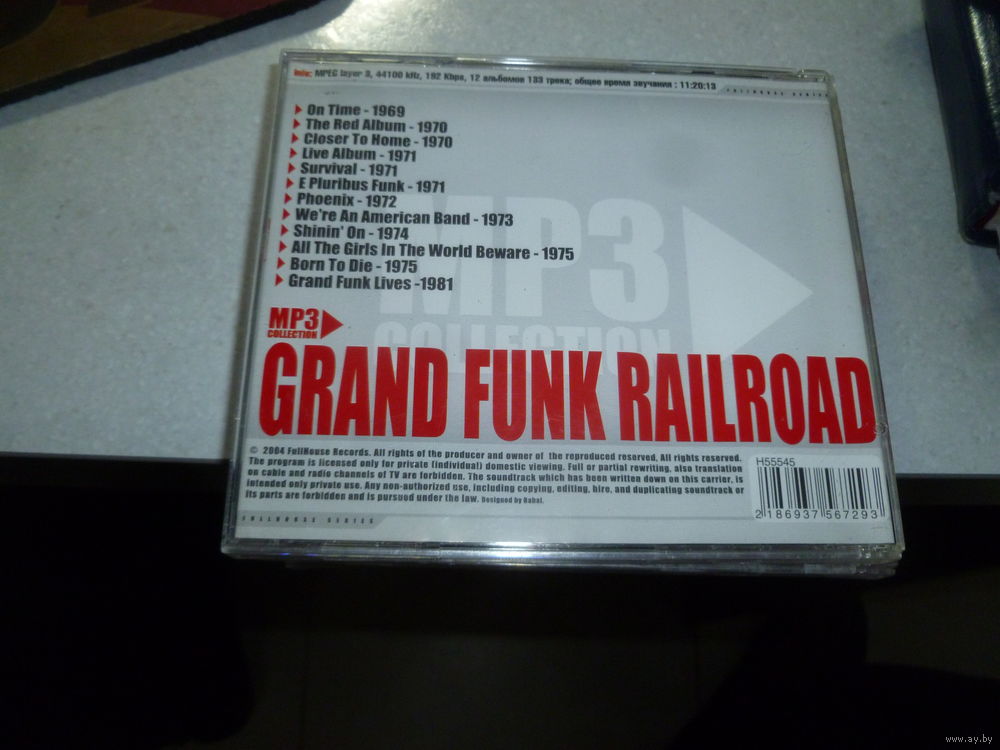 Info: MPEG layer 3, 44100 kHz, 192 Kbps, 12 альбомов 133 трека; общее время звучания : 11:20:13
FULLHOUSE SERIES
On Time - 1969
The Red Album - 1970
Closer To Home - 1970
Live Album - 1971
Survival - 1971
E Pluribus Funk - 1971
Phoenix - 1972
We're An American Band - 1973
Shinin' On - 1974
All The Girls In The World Beware - 1975
Born To Die - 1975
Grand Funk Lives -1981
MP3
COLLECTION
MP3
COLLECTION
GRAND FUNK RAILROAD
© 2004 FullHouse Records. All rights of the producer and owner of the reproduced reserved, All rights reserved.
The program is licensed only for private (individual) domestic viewing. Full or partial rewriting, also translation
on cable and radio channels of TV are forbidden. The soundtrack which has been written down on this carrier, is
intended only private use. Any non-authorized use, including copying, editing, hire, and duplicating soundtrack or
its parts are forbidden and is pursued under the law. Designed by Rahal.
H55545
2 186937 567293
FULLHOUSE SERIES
www.ay.by